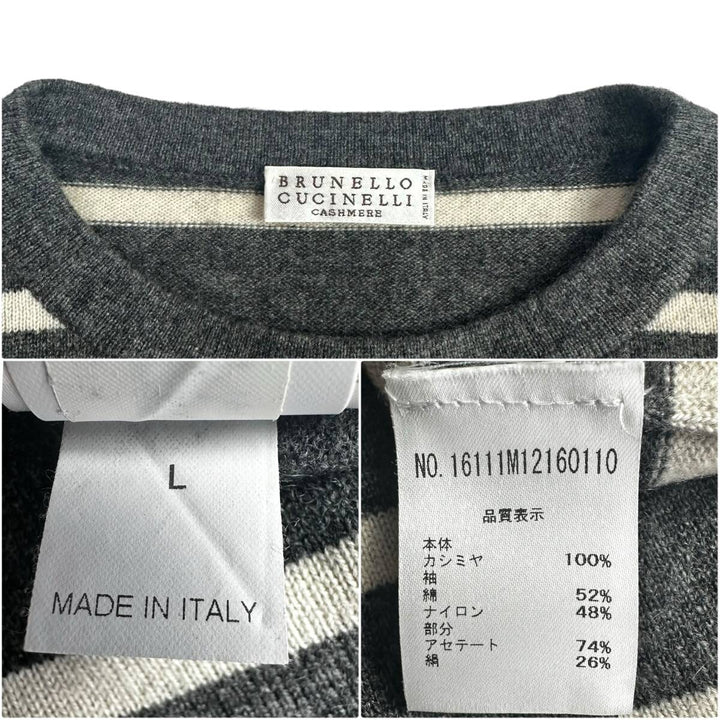 BRUNELLO
CUCINELLI
CASHMERE
MADE IN ITALY
L
MADE IN ITALY
NO. 16111M12160110
品質表示
本体
カシミヤ 100%
袖
綿 52%
ナイロン 48%
部分
アセテート 74%
絹 26%